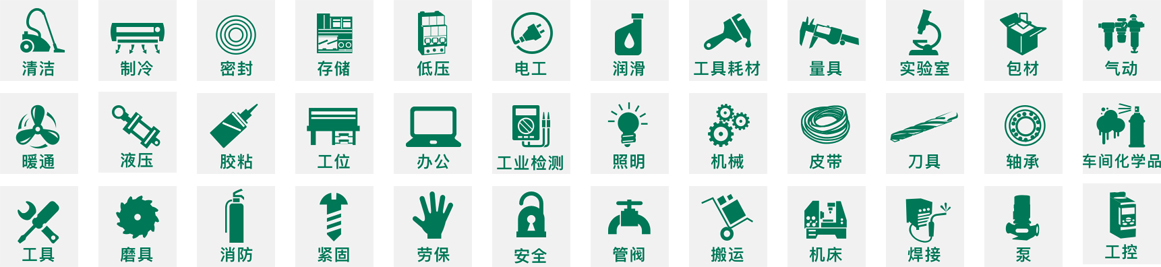 清洁
制冷
密封
存储
低压
电工
润滑
工具耗材
量具
实验室
包材
气动
暖通
液压
胶粘
工位
办公
工业检测
照明
机械
皮带
刀具
轴承
车间化学品
工具
磨具
消防
紧固
劳保
安全
管阀
搬运
机床
焊接
泵
工控